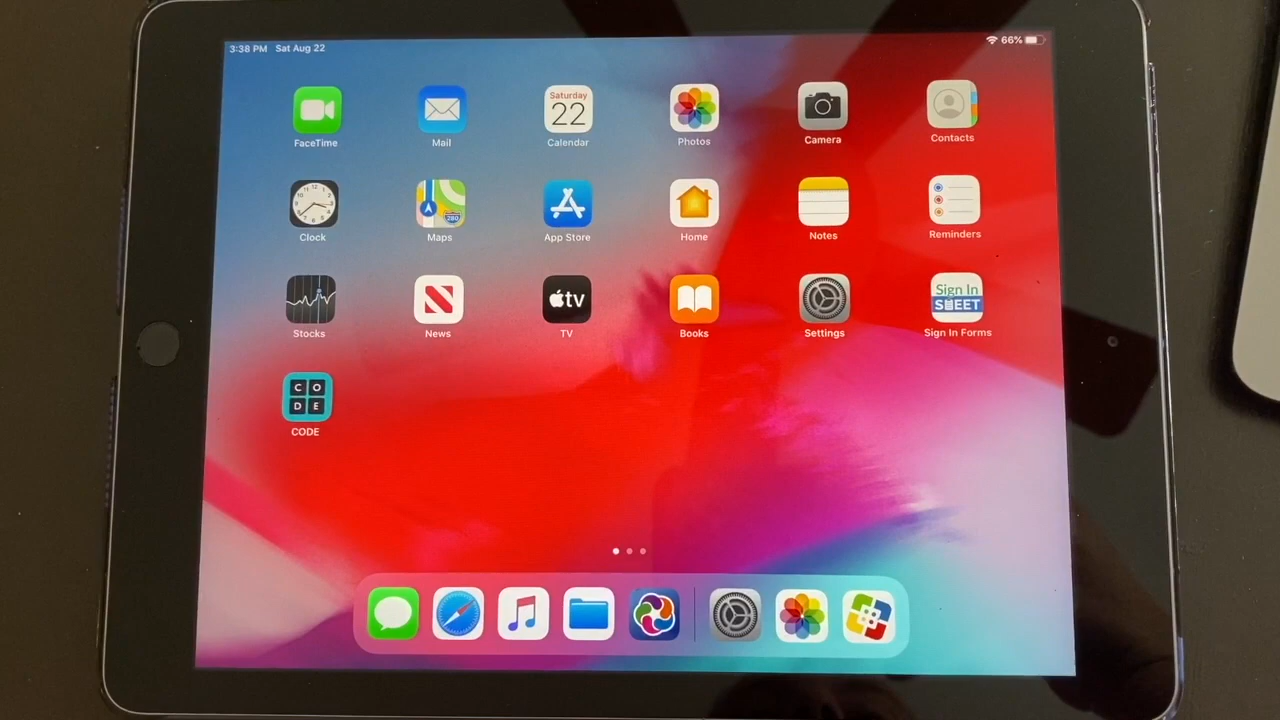 3:38 PM Sat Aug 22
66%
Saturday
22
FaceTime Mail Calendar Photos Camera Contacts
280
Clock Maps App Store Home Notes Reminders
tv
Sign In
SHEET
Stocks News TV Books Settings Sign In Forms
C O
D E
CODE